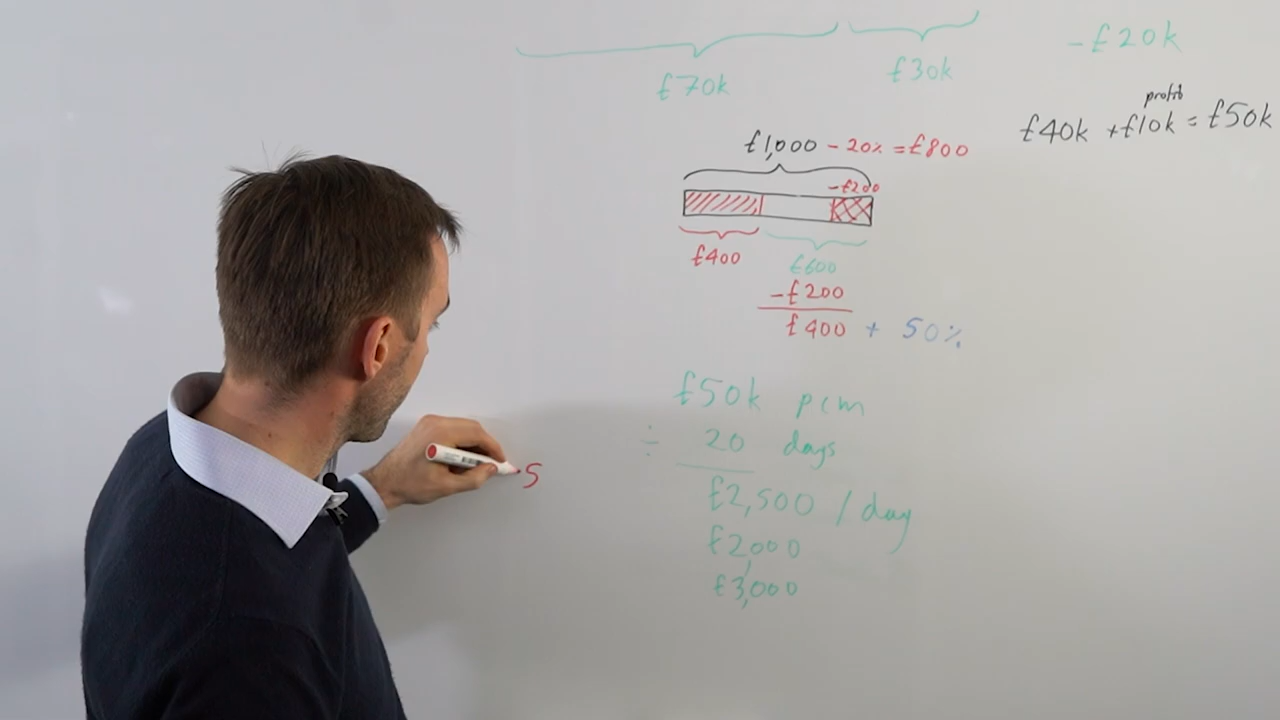 £70k
£30k
-£20k
profit
£40k +£10k = £50k
£1,000 - 20% = £800
-£200
£400
£600
-£200
£400 + 50%
£50k pcm
÷ 20 days
£2,500 / day
£2000
£3,000
S